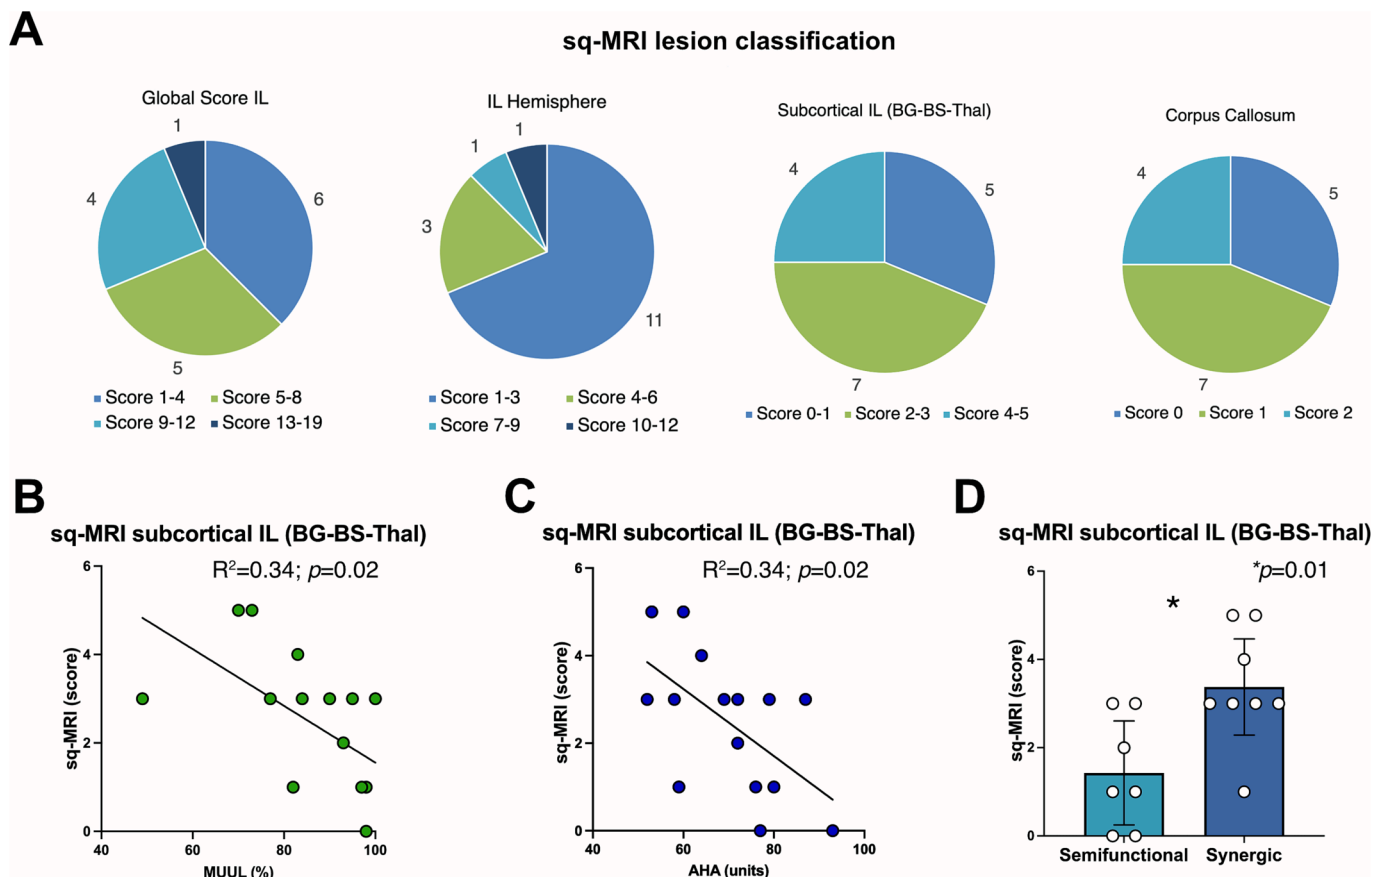 A
sq-MRI lesion classification
Global Score IL
1
4
6
5
Score 1-4
Score 5-8
Score 9-12
Score 13-19
IL Hemisphere
1
1
3
11
Score 1-3
Score 4-6
Score 7-9
Score 10-12
Subcortical IL (BG-BS-Thal)
4
5
7
Score 0-1
Score 2-3
Score 4-5
Corpus Callosum
4
5
7
Score 0
Score 1
Score 2
B
sq-MRI subcortical IL (BG-BS-Thal)
R²=0.34; p=0.02
sq-MRI (score)
6
4
2
0
40
60
80
100
MUUL (%)
C
sq-MRI subcortical IL (BG-BS-Thal)
R²=0.34; p=0.02
sq-MRI (score)
6
4
2
0
40
60
80
100
AHA (units)
D
sq-MRI subcortical IL (BG-BS-Thal)
*p=0.01
*
sq-MRI (score)
6
4
2
0
Semifunctional
Synergic